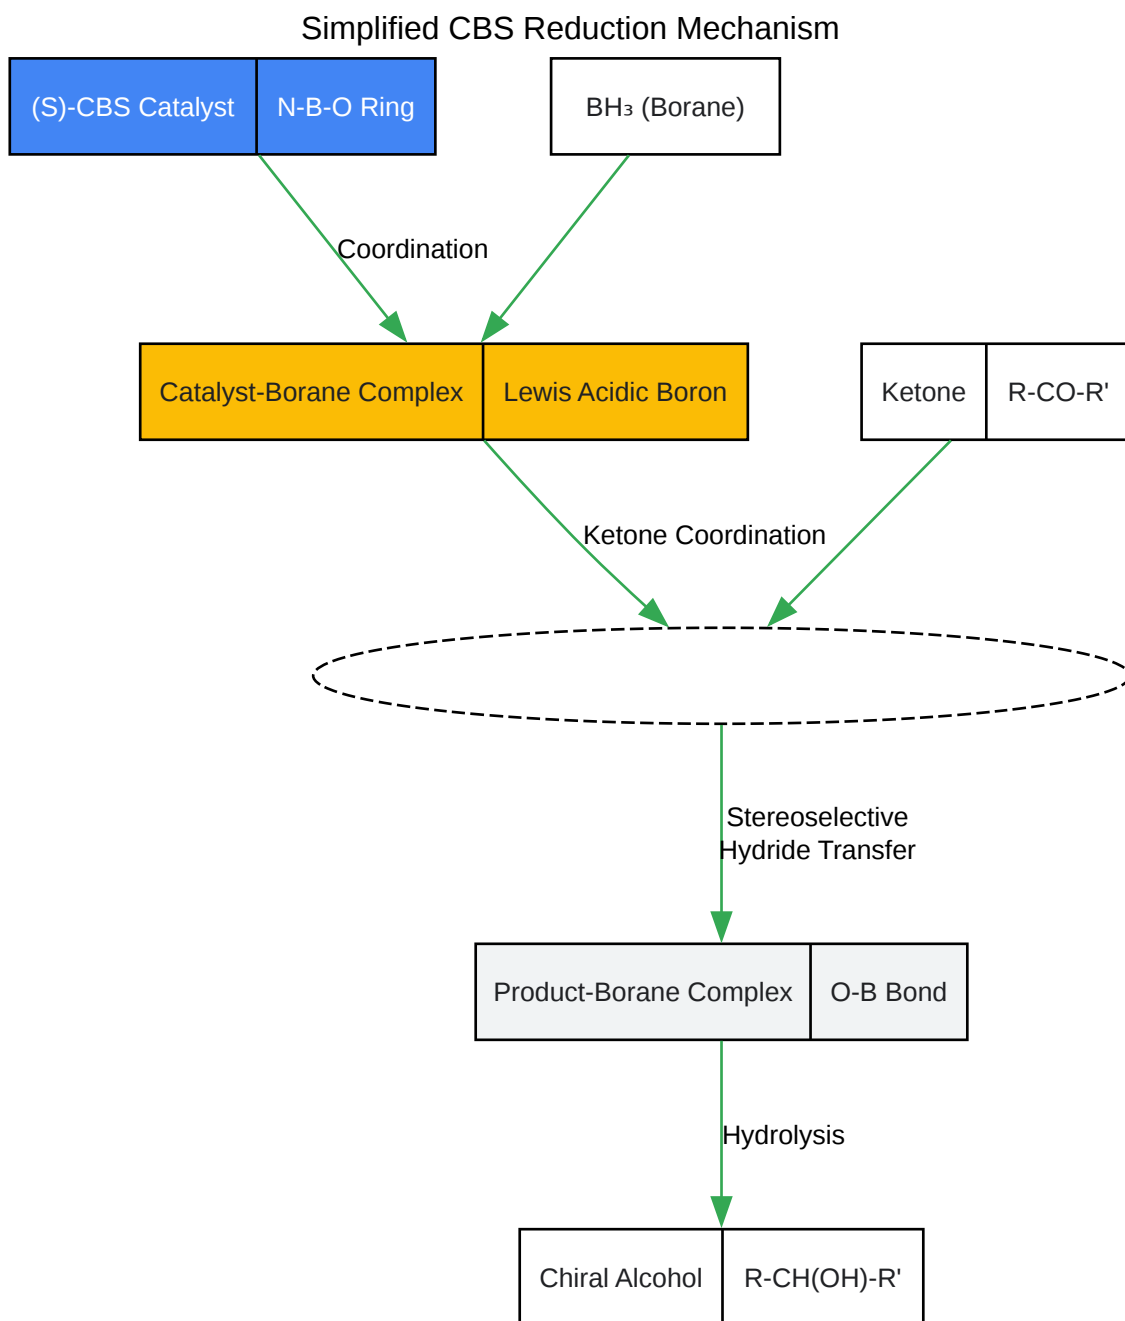 Simplified CBS Reduction Mechanism
(S)-CBS Catalyst N-B-O Ring BH₃ (Borane)
Coordination
Catalyst-Borane Complex Lewis Acidic Boron Ketone R-CO-R'
Ketone Coordination
Stereoselective
Hydride Transfer
Product-Borane Complex O-B Bond
Hydrolysis
Chiral Alcohol R-CH(OH)-R'